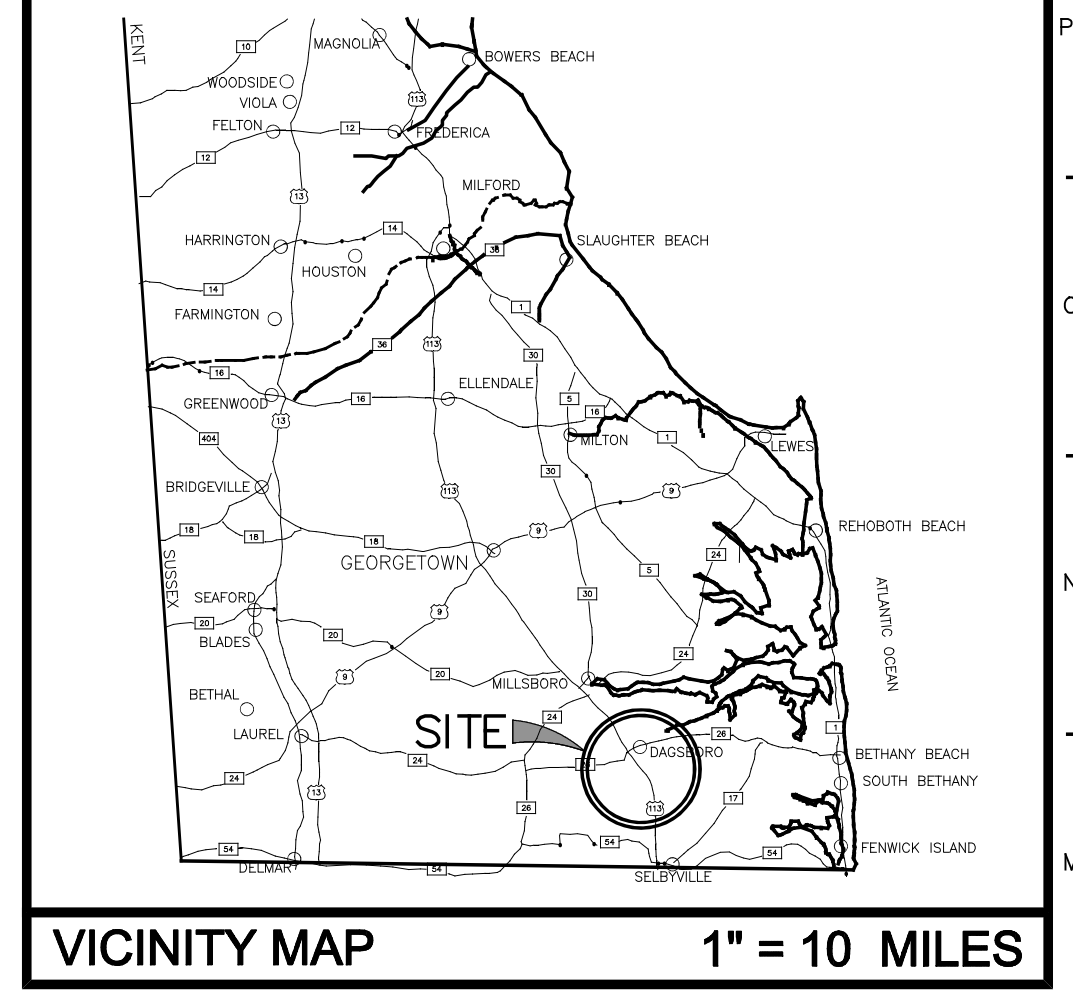 KENT
10
MAGNOLIA
BOWERS BEACH
WOODSIDE
VIOLA
113
FELTON
12
FREDERICA
12
13
MILFORD
14
HARRINGTON
SLAUGHTER BEACH
36
HOUSTON
14
1
FARMINGTON
113
36
30
16
ELLENDALE
GREENWOOD
16
5
16
13
404
MILTON
1
LEWES
30
BRIDGEVILLE
113
9
REHOBOTH BEACH
18
9
18
18
GEORGETOWN
24
SUSSEX
5
ATLANTIC OCEAN
30
SEAFORD
9
20
20
BLADES
24
20
9
MILLSBORO
BETHAL
24
SITE
1
LAUREL
26
DAGSBORO
BETHANY BEACH
24
24
SOUTH BETHANY
13
17
26
113
54
54
54
FENWICK ISLAND
DELMAR
54
SELBYVILLE
VICINITY MAP
1" = 10 MILES
P
C
N
M